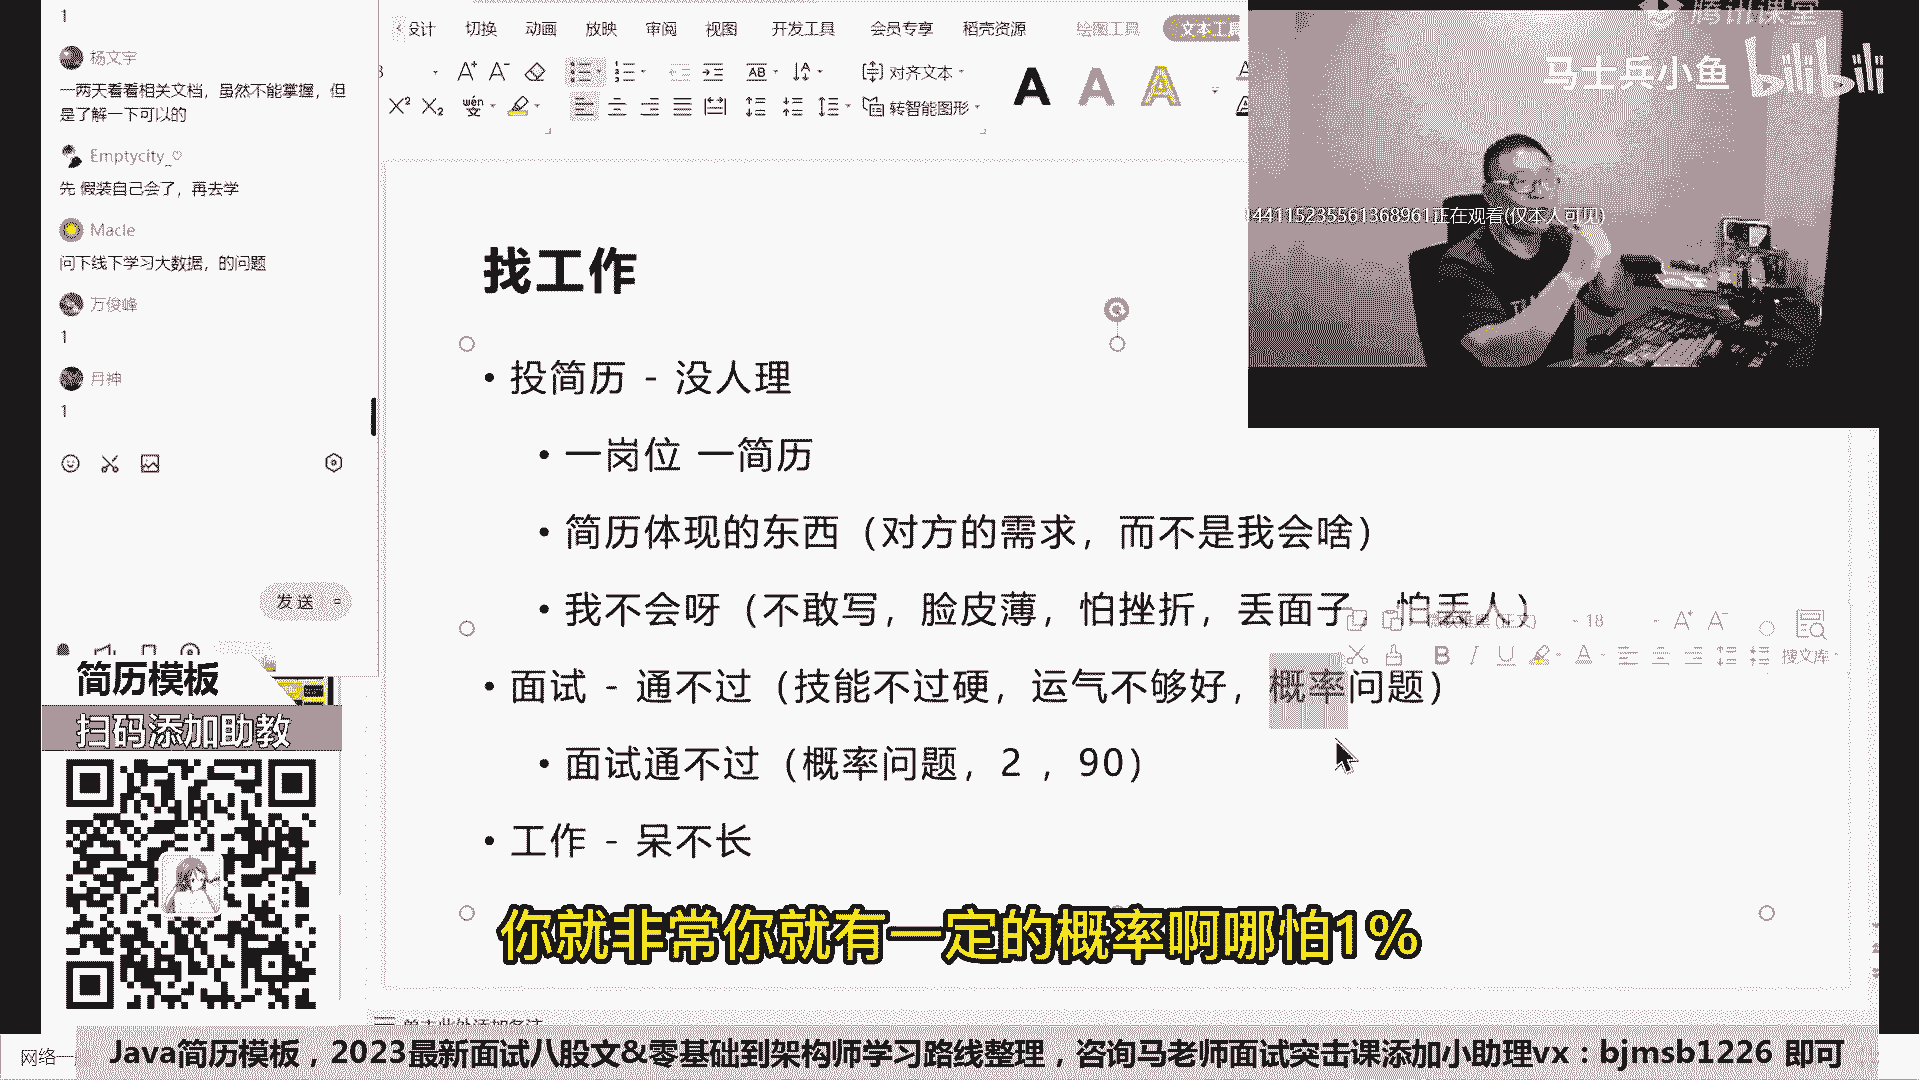 1
杨文宇
一两天看看相关文档，虽然不能掌握，但
是了解一下可以的
Emptycity_♡
先 假装自己会了，再去学
Macle
问下线下学习大数据，的问题
万俊峰
1
丹神
1
发送
简历模板
扫码添加助教
设计 切换 动画 放映 审阅 视图 开发工具 会员专享 稻壳资源 绘图工具 文本工具
对齐文本
转智能图形
腾讯课堂
马士兵小鱼 bilibili
144115235561368961正在观看(仅本人可见)
找工作
• 投简历 - 没人理
• 一岗位 一简历
• 简历体现的东西（对方的需求，而不是我会啥）
• 我不会呀（不敢写，脸皮薄，怕挫折，丢面子，怕丢人）
18
B I U 搜文库
• 面试 - 通不过（技能不过硬，运气不够好，概率问题）
• 面试通不过（概率问题，2 ，90）
• 工作 - 呆不长
你就非常你就有一定的概率啊哪怕1%
单击此处添加备注
网络一
Java简历模板，2023最新面试八股文&零基础到架构师学习路线整理，咨询马老师面试突击课添加小助理vx：bjmsb1226 即可